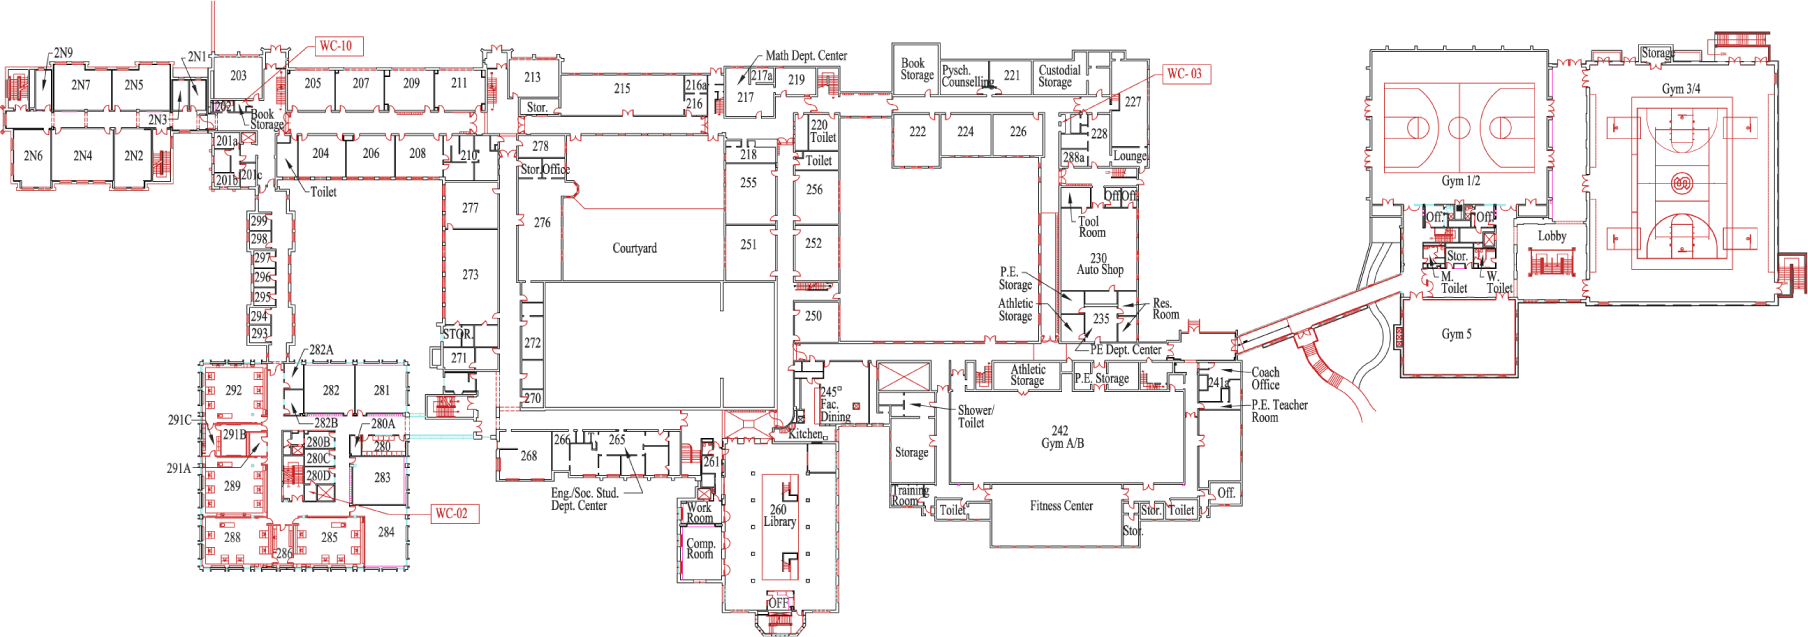 2N9
2N1
2N7
2N5
2N3
2N6
2N4
2N2
203
WC-10
202
Book
Storage
201a
201b
201c
Toilet
205
207
209
211
204
206
208
210
213
Stor.
215
216a
216
Math Dept. Center
217a
217
219
278
Stor.
Office
276
277
273
STOR.
271
272
270
Courtyard
218
255
251
220
Toilet
Toilet
256
252
250
Book
Storage
Pysch.
Counselling
221
Custodial
Storage
WC- 03
227
222
224
226
228
288a
Lounge
Off
Off
Tool
Room
230
Auto Shop
P.E.
Storage
Athletic
Storage
235
Res.
Room
PE Dept. Center
299
298
297
296
295
294
293
282A
292
282
281
291C
291B
282B
280A
280B
280
280C
291A
280D
283
289
WC-02
288
286
285
284
268
266
265
Eng./Soc. Stud.
Dept. Center
261
Work
Room
Comp.
Room
260
Library
OFF
245
Fac.
Dining
Kitchen
Shower/
Toilet
Storage
Training
Room
Toilet
Athletic
Storage
P.E. Storage
242
Gym A/B
Fitness Center
Stor.
Stor.
Toilet
Off.
241a
Coach
Office
P.E. Teacher
Room
Gym 1/2
Off.
Off.
Stor.
M.
Toilet
W.
Toilet
Lobby
Gym 5
Storage
Gym 3/4